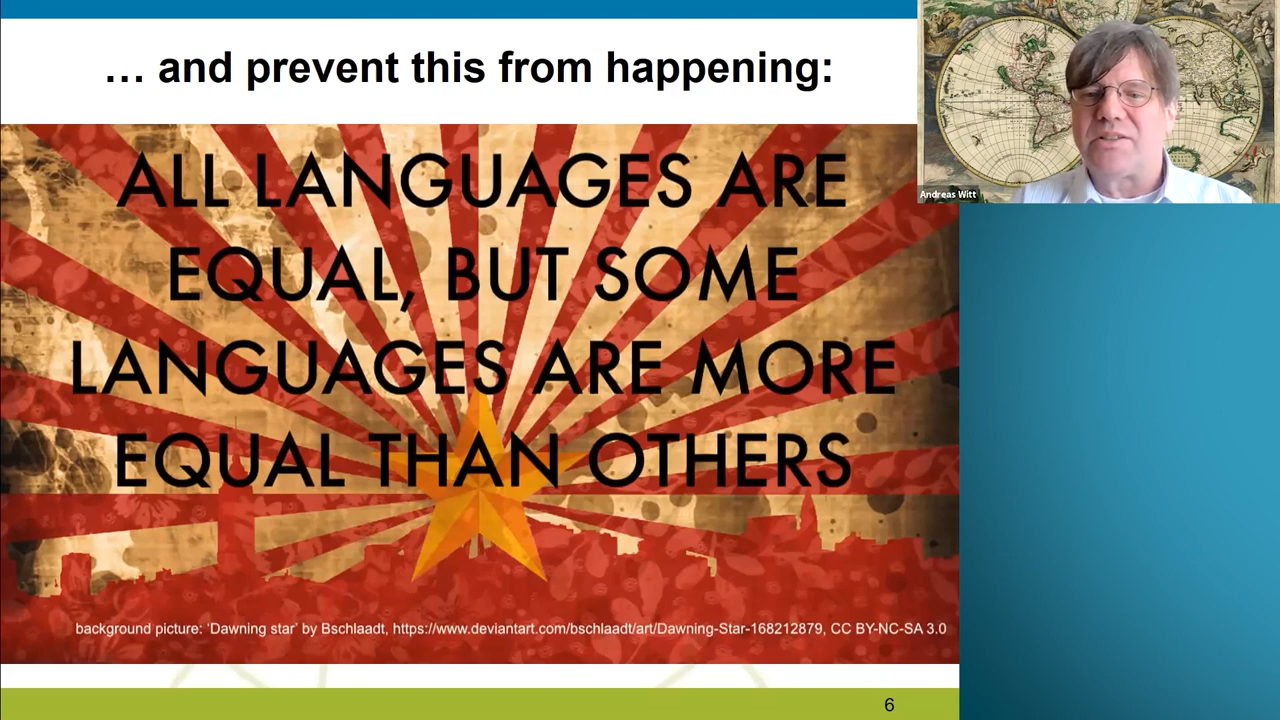 … and prevent this from happening:
ALL LANGUAGES ARE
EQUAL, BUT SOME
LANGUAGES ARE MORE
EQUAL THAN OTHERS
background picture: ‘Dawning star’ by Bschlaadt, https://www.deviantart.com/bschlaadt/art/Dawning-Star-168212879, CC BY-NC-SA 3.0
6
Andreas Witt